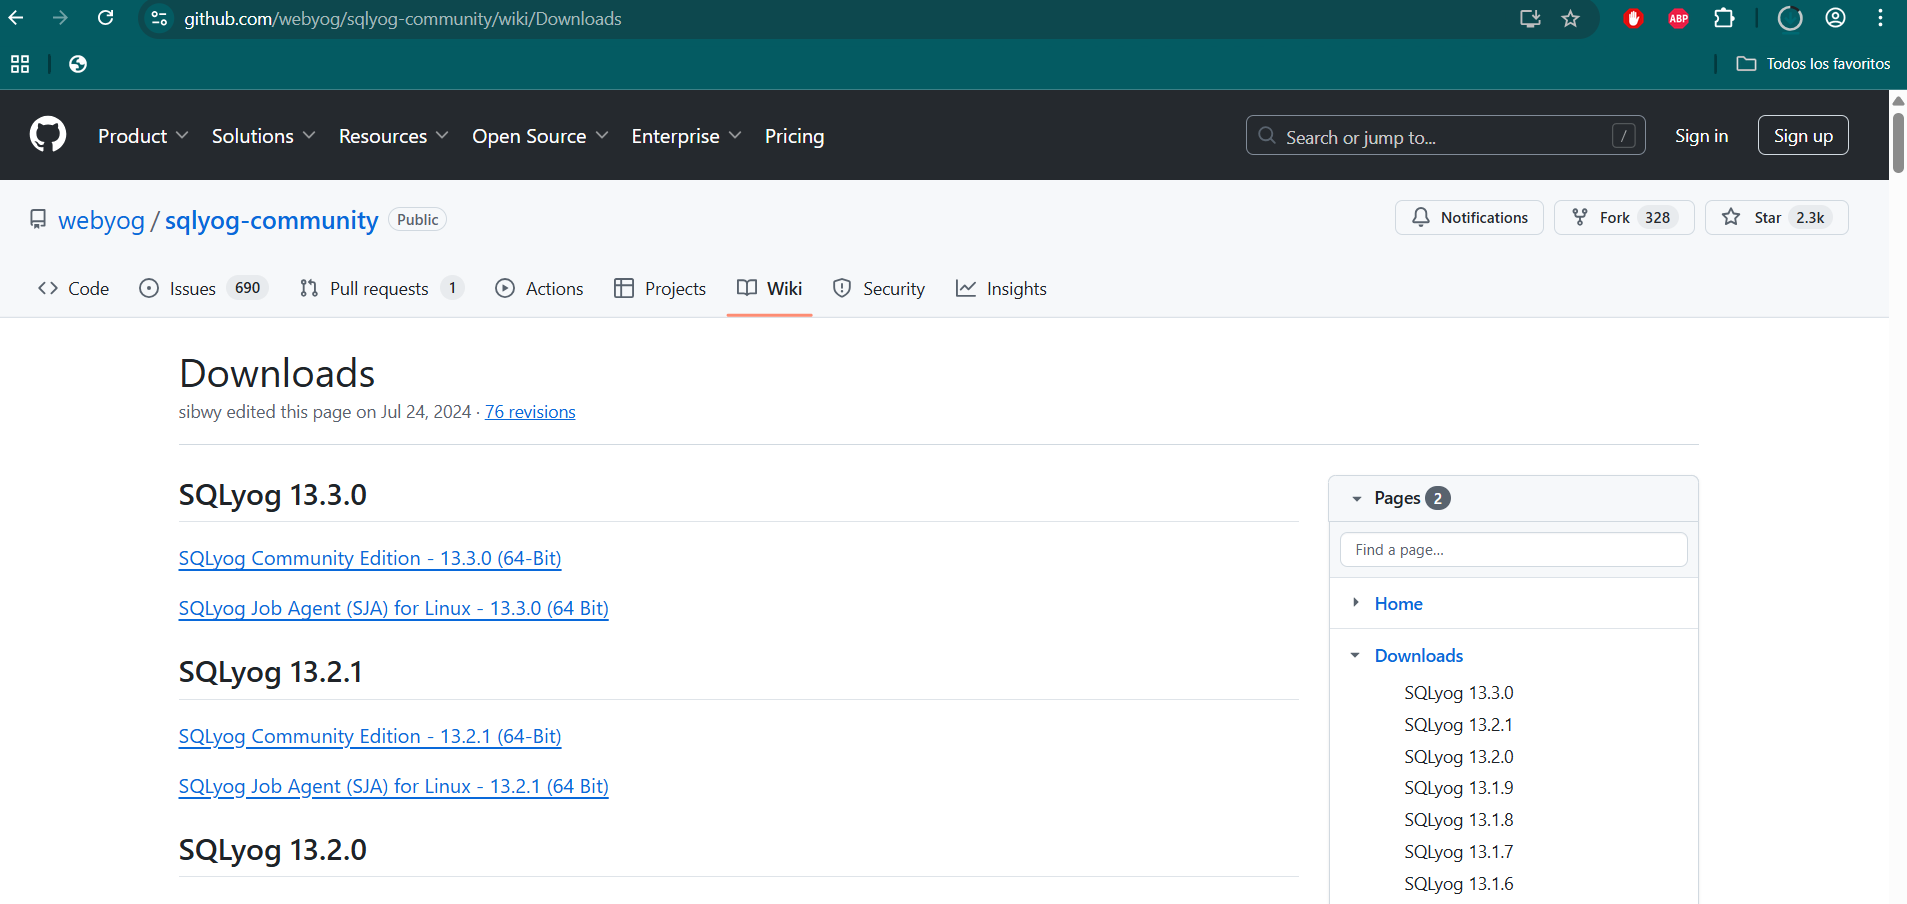 github.com/webyog/sqlyog-community/wiki/Downloads
ABP
Todos los favoritos
Product Solutions Resources Open Source Enterprise Pricing Search or jump to... / Sign in Sign up
webyog / sqlyog-community Public Notifications Fork 328 Star 2.3k
Code Issues 690 Pull requests 1 Actions Projects Wiki Security Insights
Downloads
sibwy edited this page on Jul 24, 2024 · 76 revisions
SQLyog 13.3.0
SQLyog Community Edition - 13.3.0 (64-Bit)
SQLyog Job Agent (SJA) for Linux - 13.3.0 (64 Bit)
SQLyog 13.2.1
SQLyog Community Edition - 13.2.1 (64-Bit)
SQLyog Job Agent (SJA) for Linux - 13.2.1 (64 Bit)
SQLyog 13.2.0
Pages 2
Find a page...
Home
Downloads
SQLyog 13.3.0
SQLyog 13.2.1
SQLyog 13.2.0
SQLyog 13.1.9
SQLyog 13.1.8
SQLyog 13.1.7
SQLyog 13.1.6